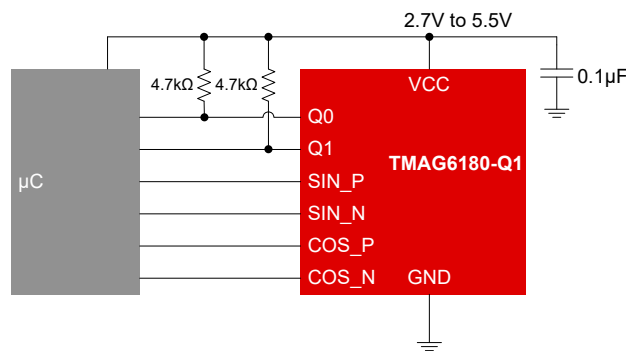 2.7V to 5.5V
4.7kΩ
4.7kΩ
0.1µF
VCC
Q0
Q1
TMAG6180-Q1
µC
SIN_P
SIN_N
COS_P
COS_N
GND